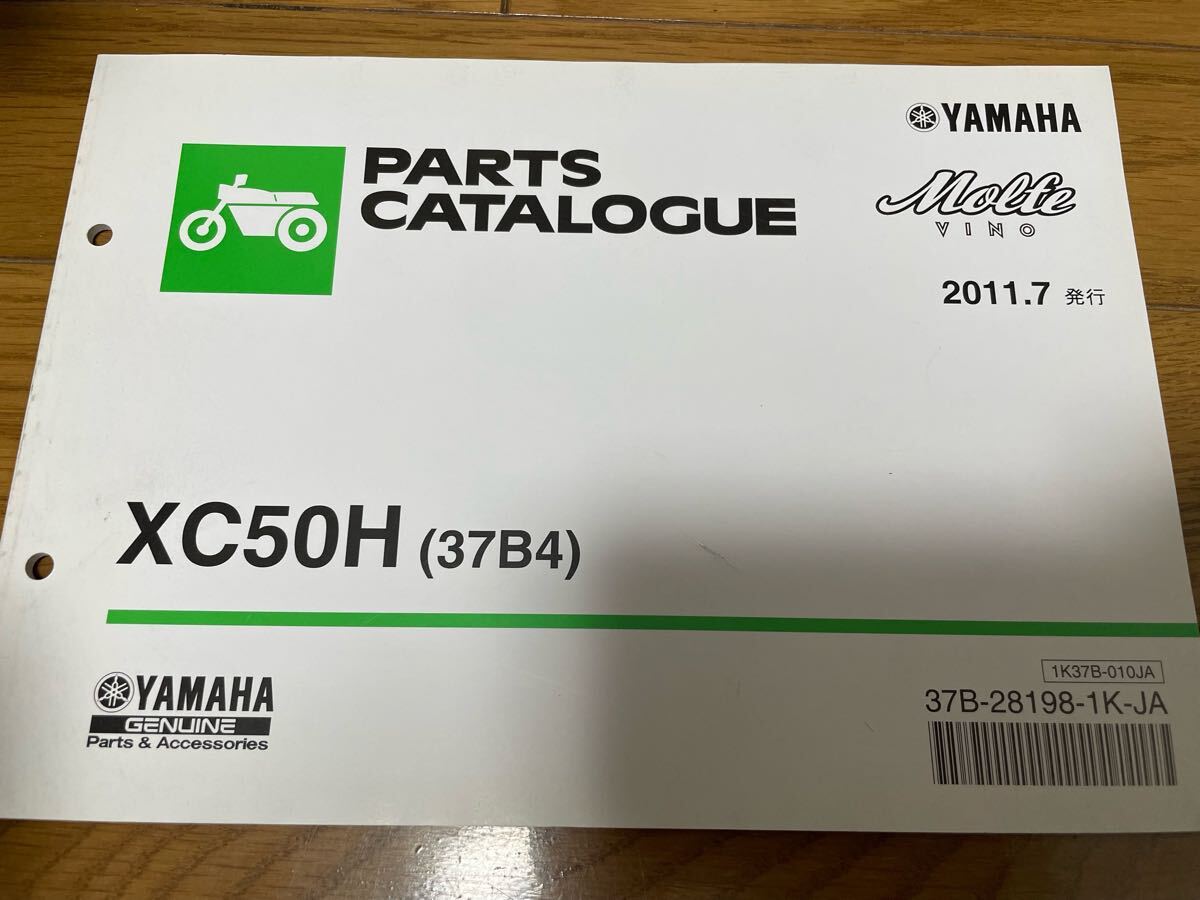 YAMAHA
PARTS
CATALOGUE
Molfe
VINO
2011.7 発行
XC50H (37B4)
YAMAHA
GENUINE
Parts & Accessories
1K37B-010JA
37B-28198-1K-JA